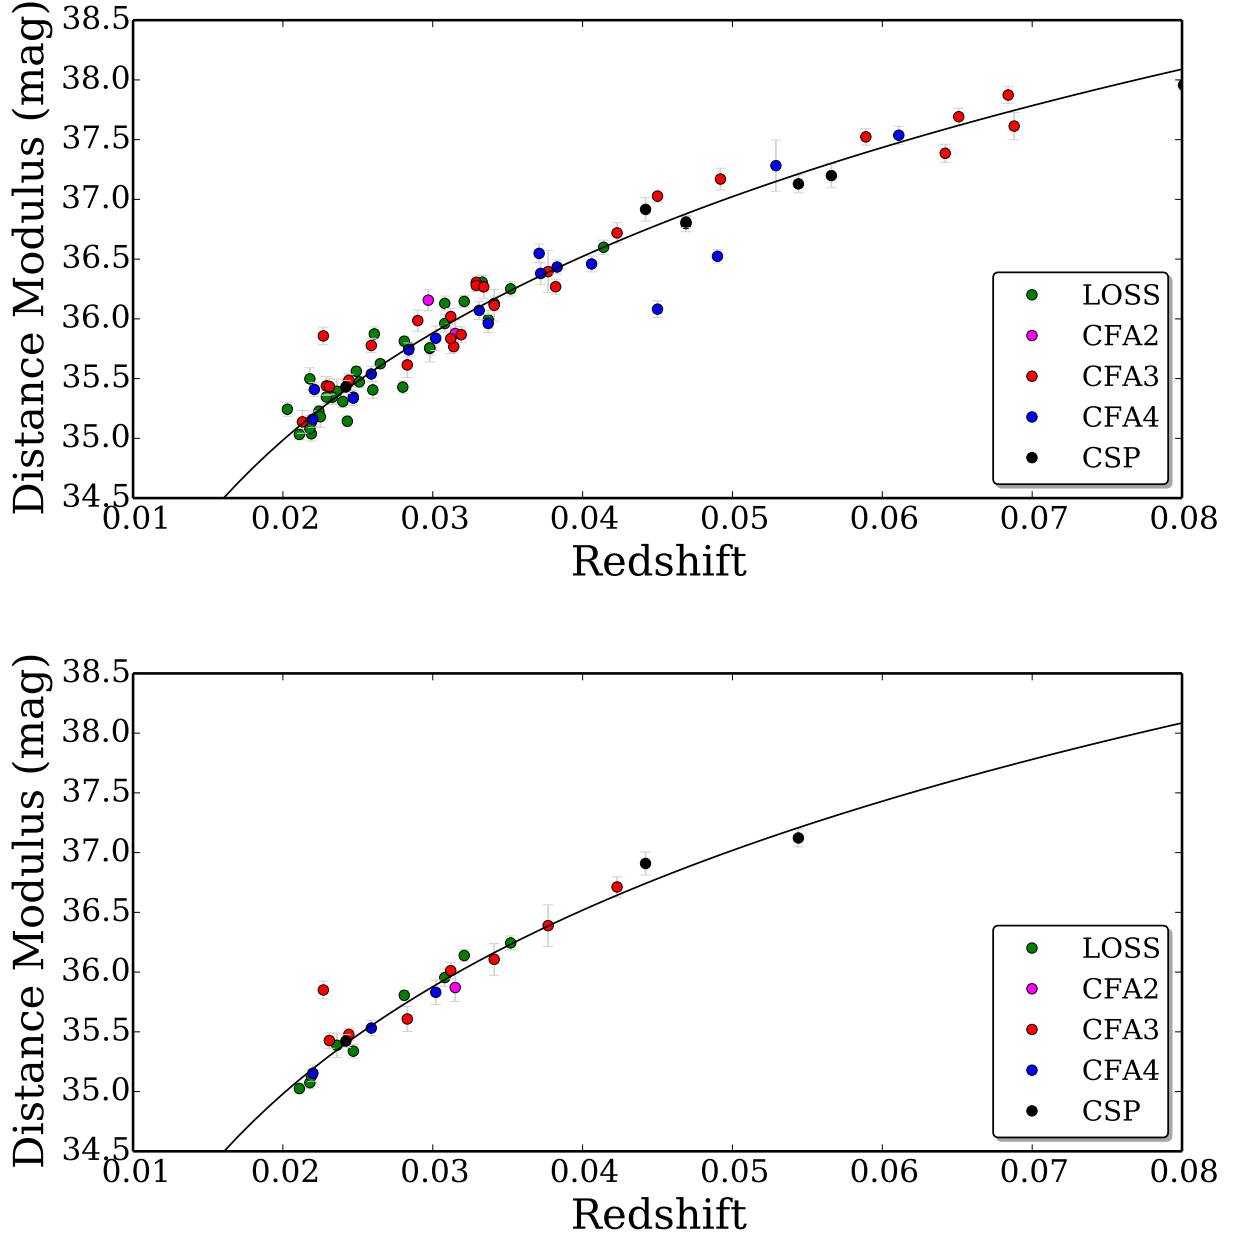 38.5
38.0
37.5
37.0
36.5
36.0
35.5
35.0
34.5
Distance Modulus (mag)
LOSS
CFA2
CFA3
CFA4
CSP
0.01 0.02 0.03 0.04 0.05 0.06 0.07 0.08
Redshift
38.5
38.0
37.5
37.0
36.5
36.0
35.5
35.0
34.5
Distance Modulus (mag)
LOSS
CFA2
CFA3
CFA4
CSP
0.01 0.02 0.03 0.04 0.05 0.06 0.07 0.08
Redshift